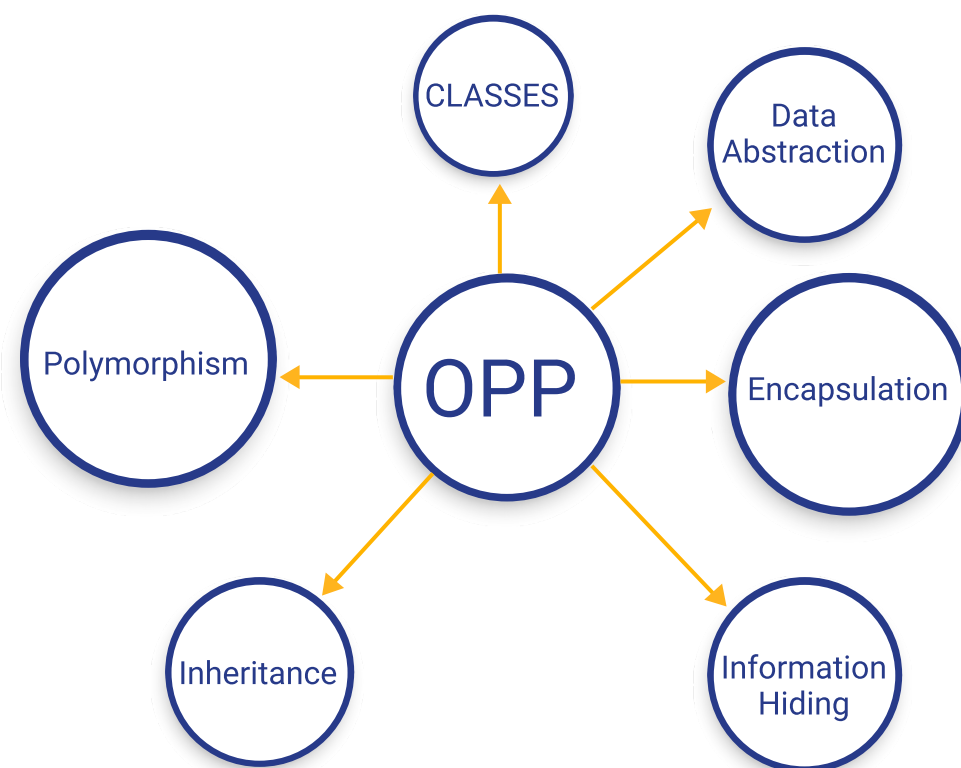 CLASSES
Data
Abstraction
Polymorphism
OPP
Encapsulation
Inheritance
Information
Hiding